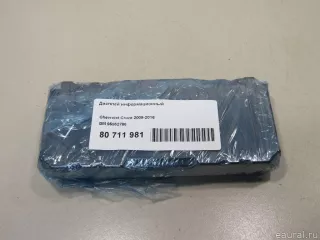 Дисплей информационный
Chevrolet Cruze 2009-2016
80 711 981
© eaural.ru